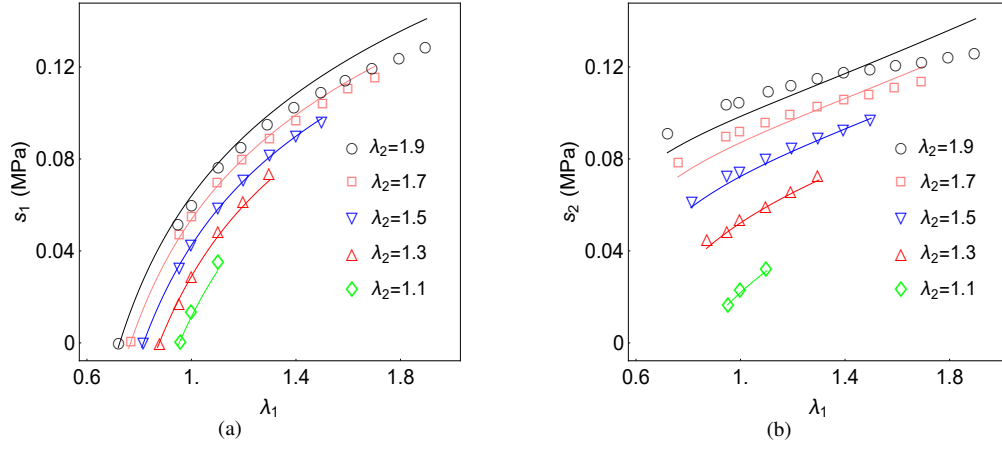 0.12
0.08
0.04
0
s₁ (MPa)
λ₂=1.9
λ₂=1.7
λ₂=1.5
λ₂=1.3
λ₂=1.1
0.6 1. 1.4 1.8
λ₁
(a)
0.12
0.08
0.04
0
s₂ (MPa)
λ₂=1.9
λ₂=1.7
λ₂=1.5
λ₂=1.3
λ₂=1.1
0.6 1. 1.4 1.8
λ₁
(b)